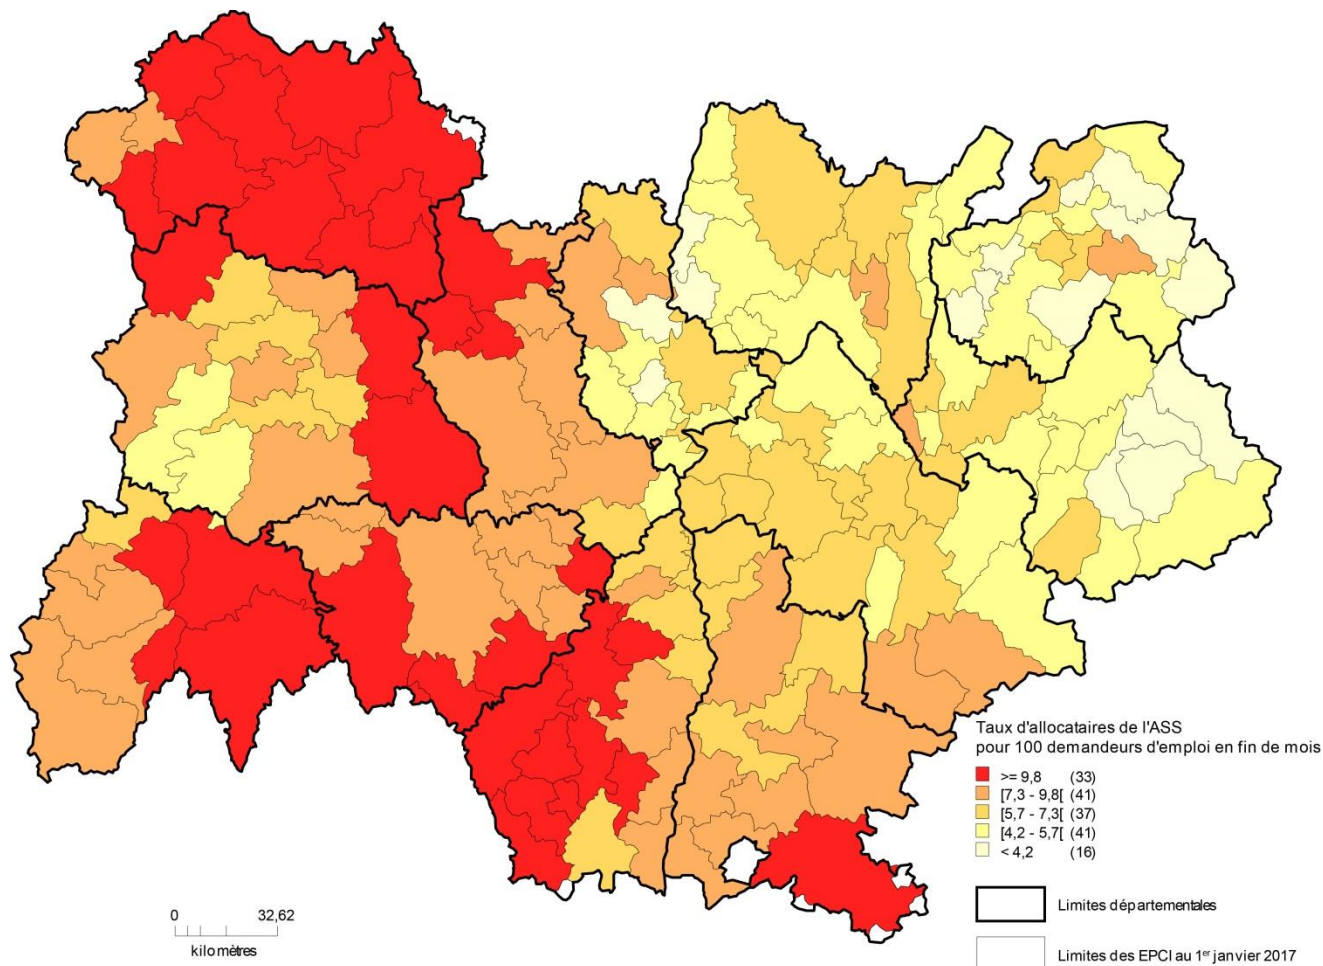 Taux d'allocataires de l'ASS
pour 100 demandeurs d'emploi en fin de mois
>= 9,8 (33)
[7,3 - 9,8[ (41)
[5,7 - 7,3[ (37)
[4,2 - 5,7[ (41)
< 4,2 (16)
Limites départementales
Limites des EPCI au 1er janvier 2017
0 32,62
kilomètres